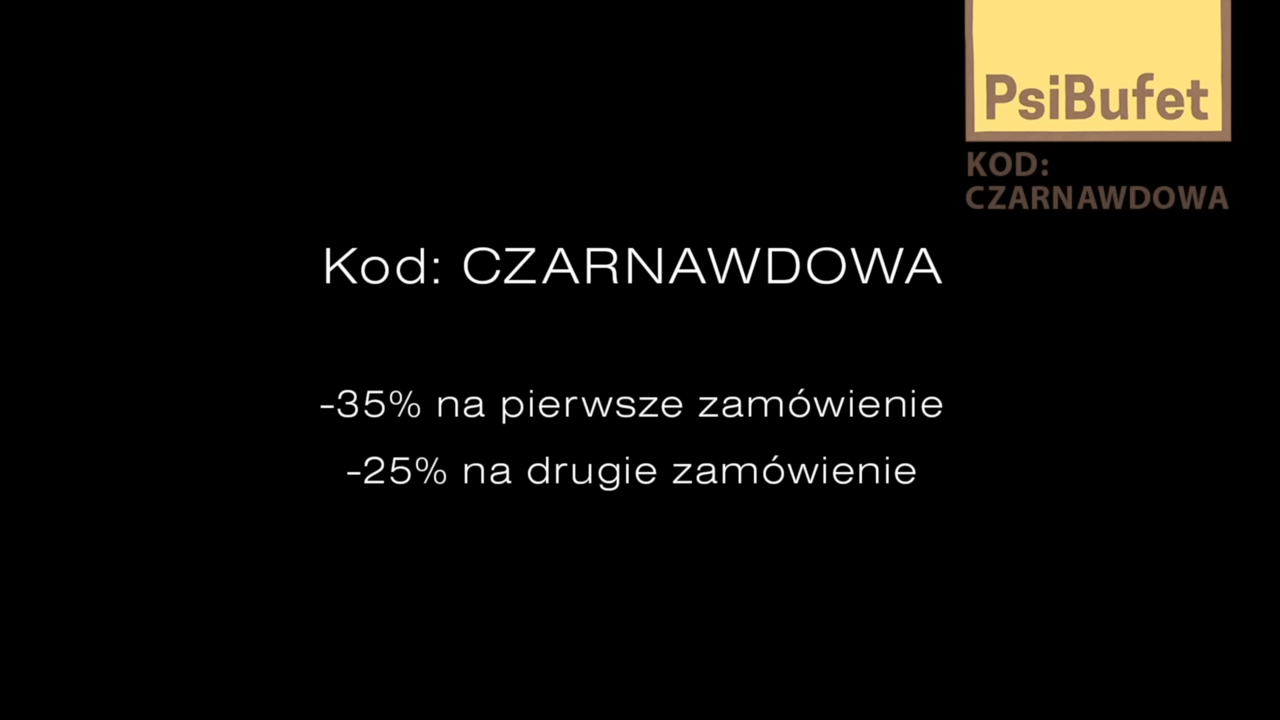 PsiBufet
KOD:
CZARNAWDOWA
Kod: CZARNAWDOWA
-35% na pierwsze zamówienie
-25% na drugie zamówienie